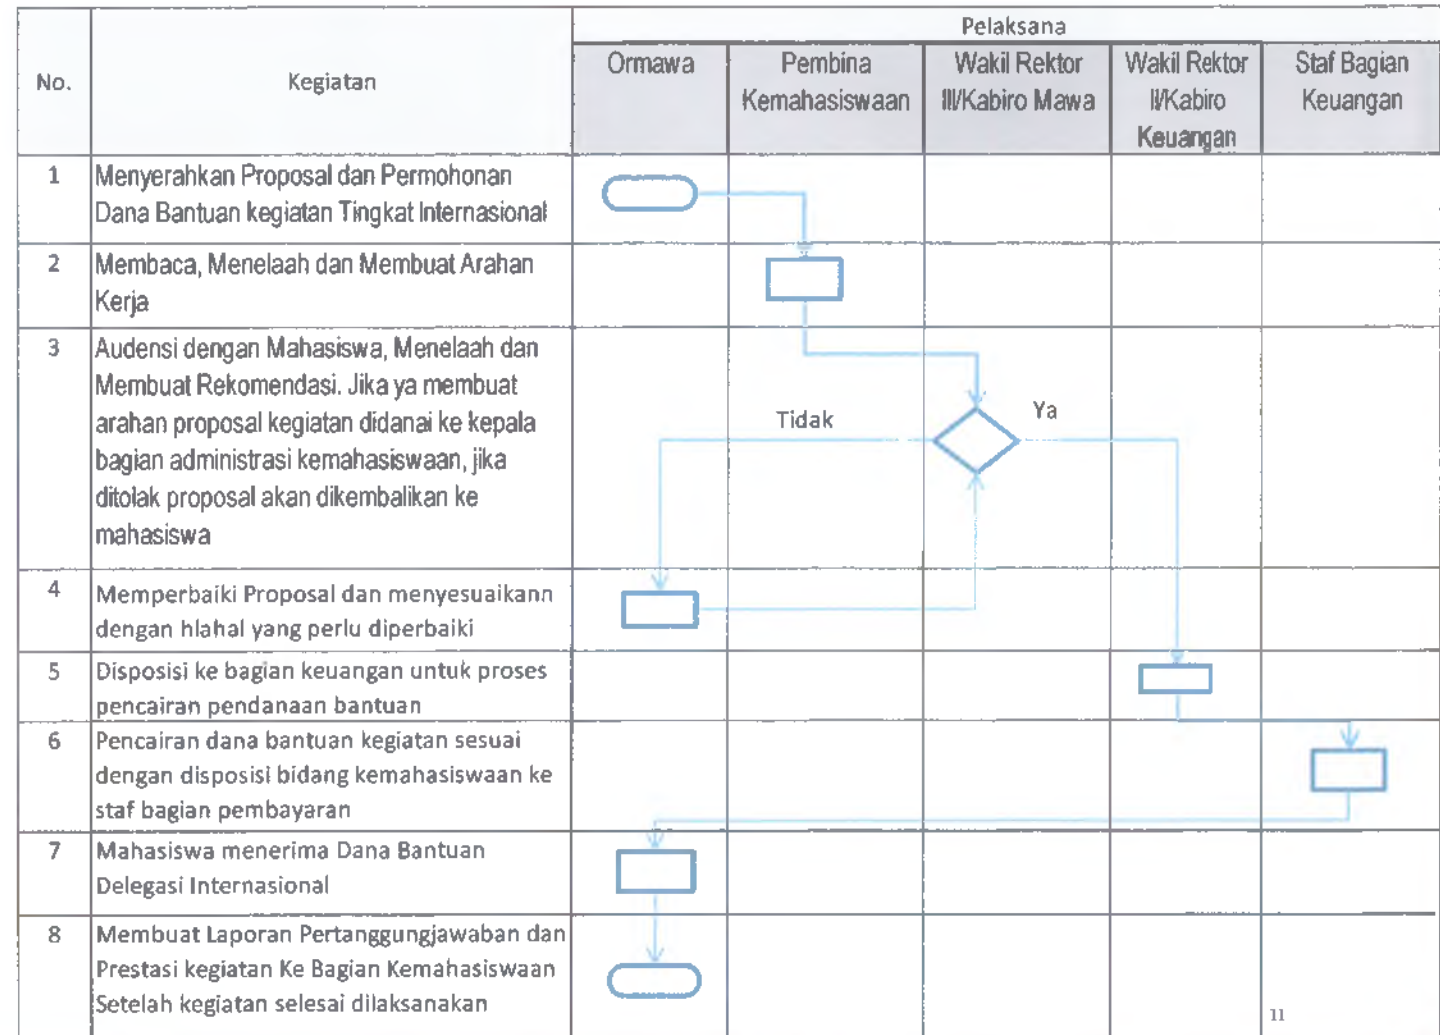 Pelaksana
No.
Kegiatan
Ormawa
Pembina
Kemahasiswaan
Wakil Rektor
III/Kabiro Mawa
Wakil Rektor
II/Kabiro
Keuangan
Staf Bagian
Keuangan
1
Menyerahkan Proposal dan Permohonan
Dana Bantuan kegiatan Tingkat Internasional
2
Membaca, Menelaah dan Membuat Arahan
Kerja
3
Audensi dengan Mahasiswa, Menelaah dan
Membuat Rekomendasi. Jika ya membuat
arahan proposal kegiatan didanai ke kepala
bagian administrasi kemahasiswaan, jika
ditolak proposal akan dikembalikan ke
mahasiswa
Tidak
Ya
4
Memperbaiki Proposal dan menyesuaikann
dengan hlahal yang perlu diperbaiki
5
Disposisi ke bagian keuangan untuk proses
pencairan pendanaan bantuan
6
Pencairan dana bantuan kegiatan sesuai
dengan disposisi bidang kemahasiswaan ke
staf bagian pembayaran
7
Mahasiswa menerima Dana Bantuan
Delegasi Internasional
8
Membuat Laporan Pertanggungjawaban dan
Prestasi kegiatan Ke Bagian Kemahasiswaan
Setelah kegiatan selesai dilaksanakan
11